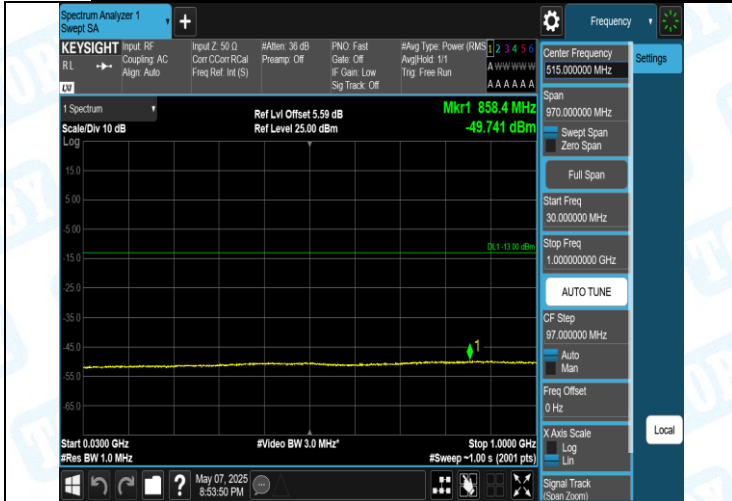 Spectrum Analyzer 1
Swept SA
+
Frequency
KEYSIGHT
RL
LXI
Input: RF
Coupling: AC
Align: Auto
Input Z: 50 Ω
Corr CCorr RCal
Freq Ref: Int (S)
#Atten: 36 dB
Preamp: Off
PNO: Fast
Gate: Off
IF Gain: Low
Sig Track: Off
#Avg Type: Power (RMS
Avg|Hold: 1/1
Trig: Free Run
1 2 3 4 5 6
A W W W W W
A A A A A A
1 Spectrum
Scale/Div 10 dB
Log
Ref Lvl Offset 5.59 dB
Ref Level 25.00 dBm
Mkr1 858.4 MHz
-49.741 dBm
15.0
5.00
-5.00
-15.0
-25.0
-35.0
-45.0
-55.0
-65.0
DL1 -13.00 dBm
1
Start 0.0300 GHz
#Res BW 1.0 MHz
#Video BW 3.0 MHz*
Stop 1.0000 GHz
#Sweep ~1.00 s (2001 pts)
Center Frequency
515.000000 MHz
Settings
Span
970.000000 MHz
Swept Span
Zero Span
Full Span
Start Freq
30.000000 MHz
Stop Freq
1.000000000 GHz
AUTO TUNE
CF Step
97.000000 MHz
Auto
Man
Freq Offset
0 Hz
X Axis Scale
Log
Lin
Signal Track
(Span Zoom)
Local
?
May 07, 2025
8:53:50 PM